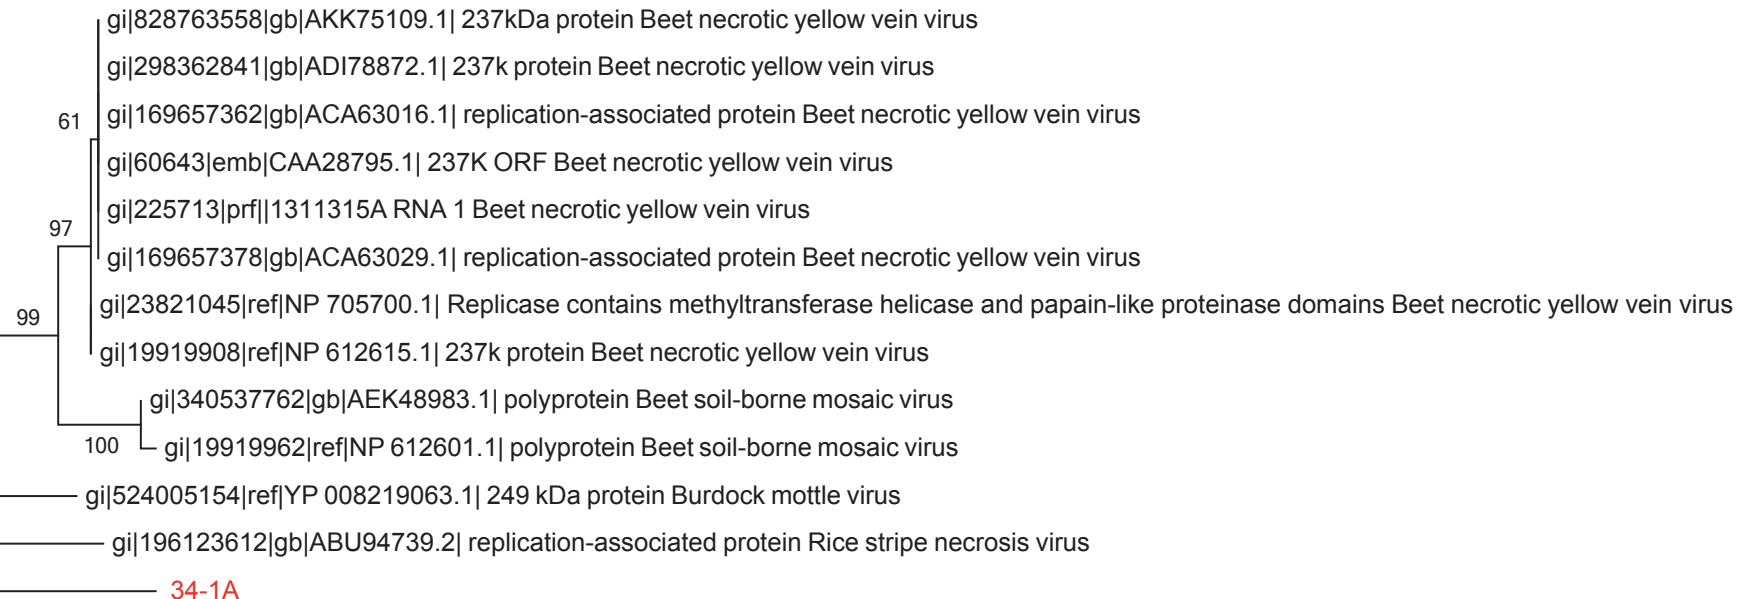 gi|828763558|gb|AKK75109.1| 237kDa protein Beet necrotic yellow vein virus
gi|298362841|gb|ADI78872.1| 237k protein Beet necrotic yellow vein virus
61
gi|169657362|gb|ACA63016.1| replication-associated protein Beet necrotic yellow vein virus
gi|60643|emb|CAA28795.1| 237K ORF Beet necrotic yellow vein virus
gi|225713|prf||1311315A RNA 1 Beet necrotic yellow vein virus
97
gi|169657378|gb|ACA63029.1| replication-associated protein Beet necrotic yellow vein virus
gi|23821045|ref|NP 705700.1| Replicase contains methyltransferase helicase and papain-like proteinase domains Beet necrotic yellow vein virus
99
gi|19919908|ref|NP 612615.1| 237k protein Beet necrotic yellow vein virus
gi|340537762|gb|AEK48983.1| polyprotein Beet soil-borne mosaic virus
100
gi|19919962|ref|NP 612601.1| polyprotein Beet soil-borne mosaic virus
gi|524005154|ref|YP 008219063.1| 249 kDa protein Burdock mottle virus
gi|196123612|gb|ABU94739.2| replication-associated protein Rice stripe necrosis virus
34-1A